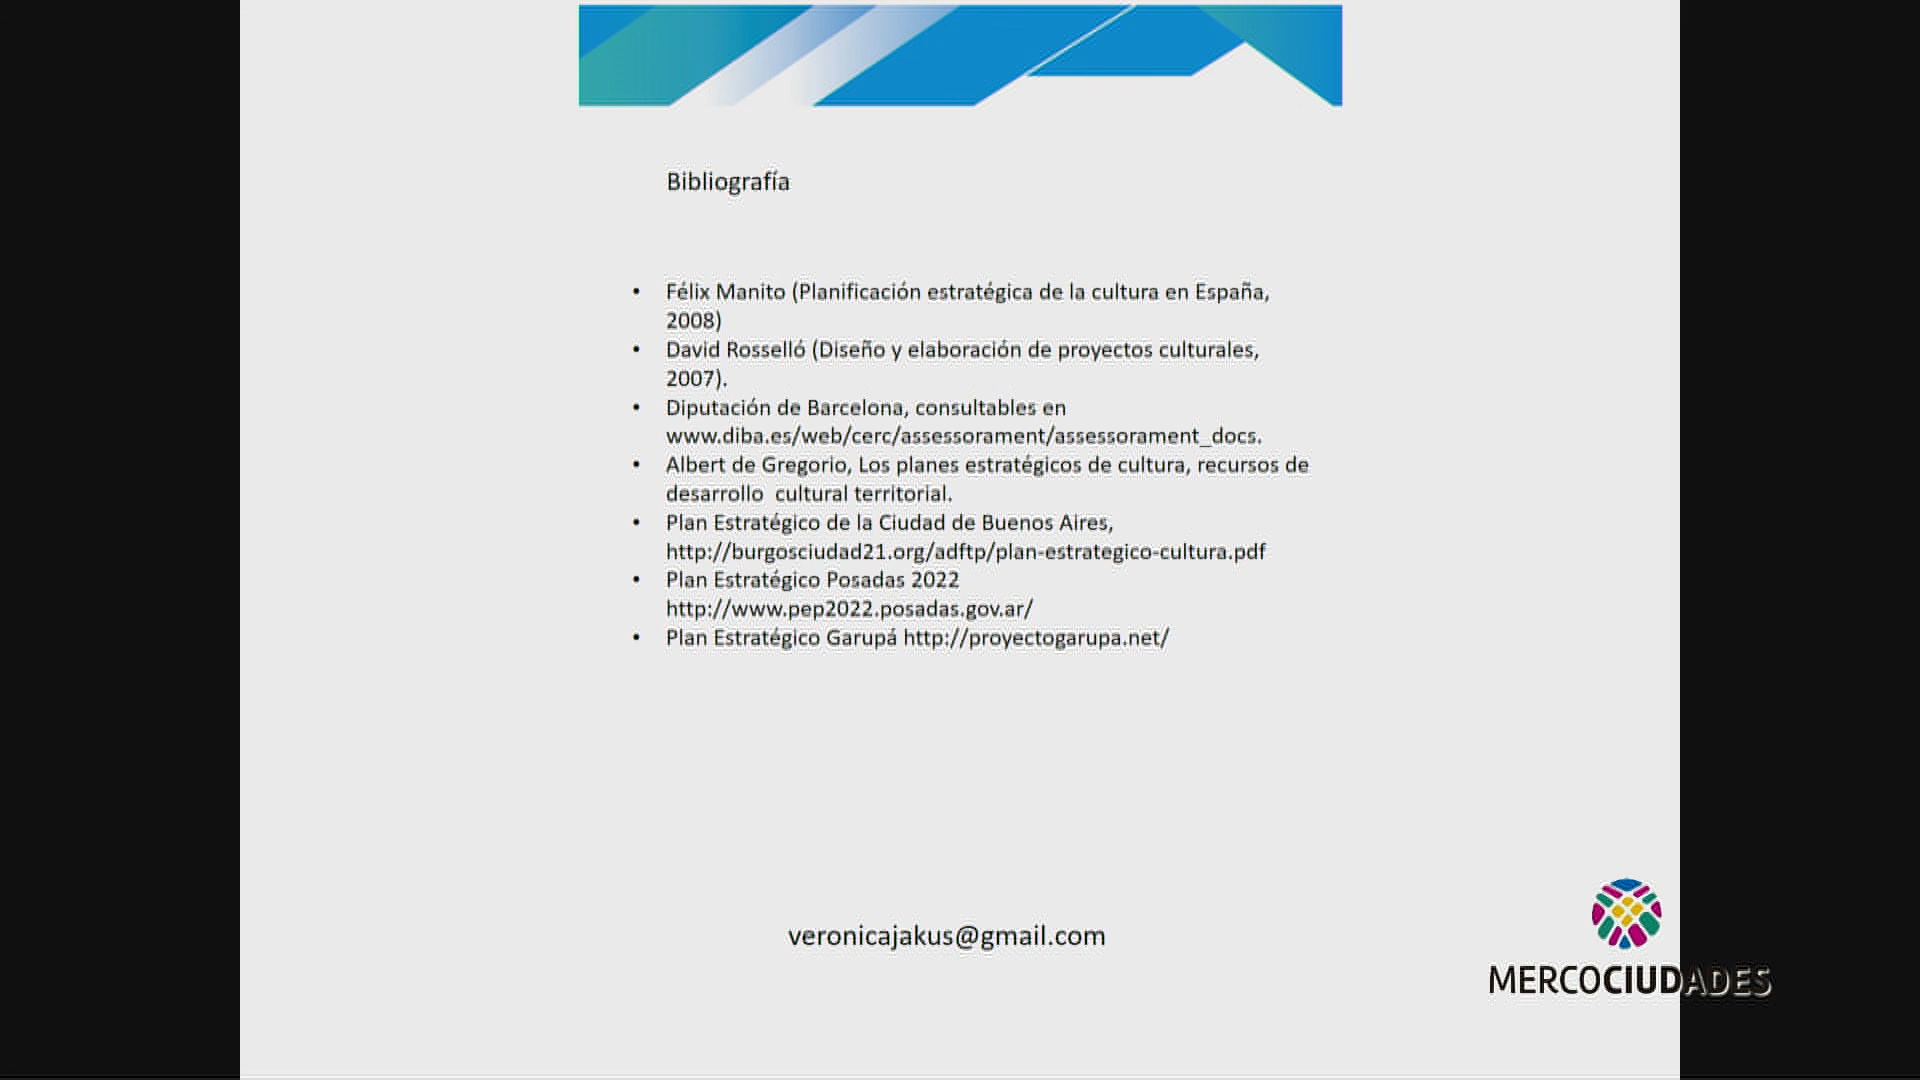 Bibliografía
• Félix Manito (Planificación estratégica de la cultura en España,
2008)
• David Rosselló (Diseño y elaboración de proyectos culturales,
2007).
• Diputación de Barcelona, consultables en
www.diba.es/web/cerc/assessorament/assessorament_docs.
• Albert de Gregorio, Los planes estratégicos de cultura, recursos de
desarrollo  cultural territorial.
• Plan Estratégico de la Ciudad de Buenos Aires,
http://burgosciudad21.org/adftp/plan-estrategico-cultura.pdf
• Plan Estratégico Posadas 2022
http://www.pep2022.posadas.gov.ar/
• Plan Estratégico Garupá http://proyectogarupa.net/
veronicajakus@gmail.com
MERCOCIUDADES